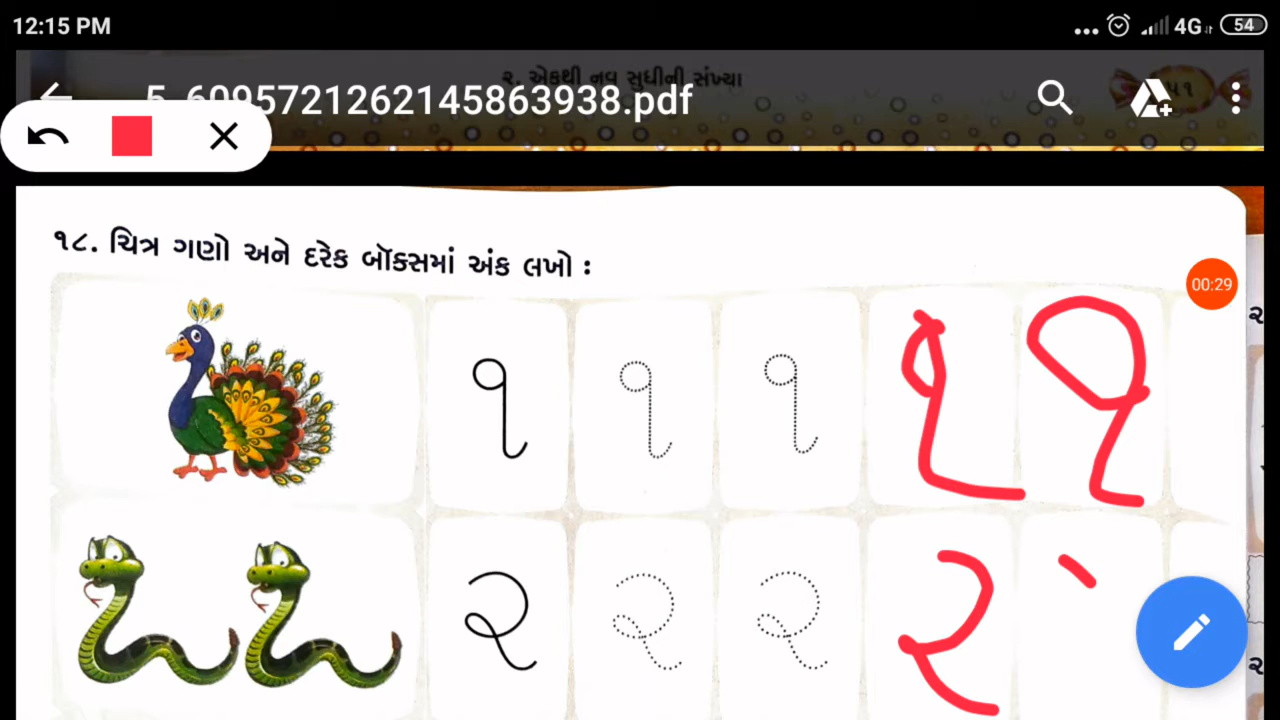 12:15 PM
4G 54
૨. એકથી નવ સુધીની સંખ્યા
૫૧
5_6095721262145863938.pdf
૧૮. ચિત્ર ગણો અને દરેક બૉક્સમાં અંક લખો :
00:29
૧ ૧ ૧ ૧ ૧
૨ ૨ ૨ ૨